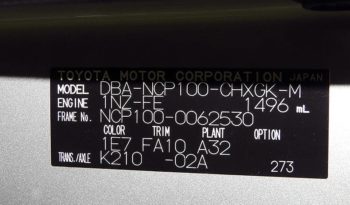 TOYOTA MOTOR CORPORATION JAPAN
MODEL DBA-NCP100-CHXGK-M
ENGINE 1NZ-FE 1496 mL
FRAME No. NCP100-0062530
COLOR TRIM PLANT OPTION
1E7 FA10 A32
TRANS./AXLE K210 -02A 273